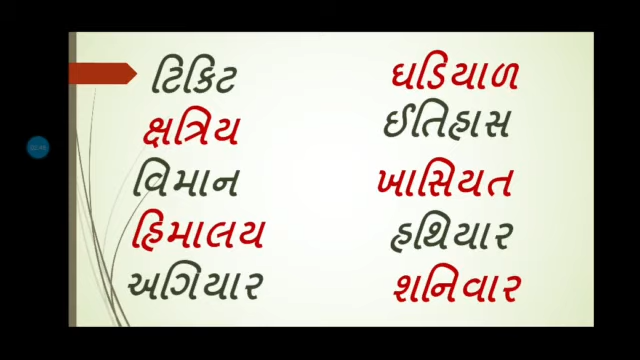 ટિકિટ
ક્ષત્રિય
વિમાન
હિમાલય
અગિયાર
ઘડિયાળ
ઈતિહાસ
ખાસિયત
હથિયાર
શનિવાર